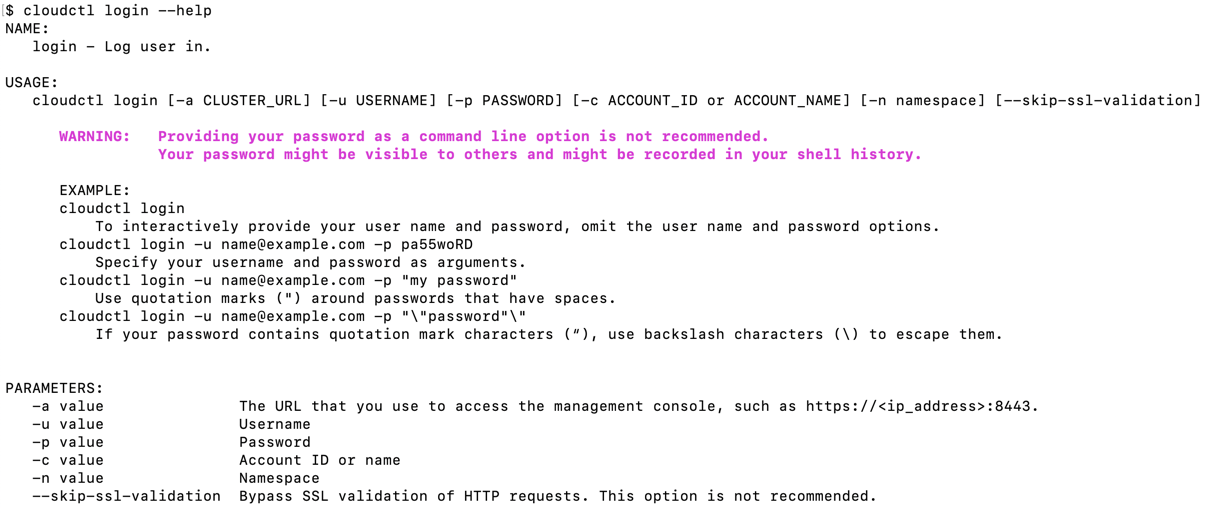 $ cloudctl login --help
NAME:
   login - Log user in.

USAGE:
   cloudctl login [-a CLUSTER_URL] [-u USERNAME] [-p PASSWORD] [-c ACCOUNT_ID or ACCOUNT_NAME] [-n namespace] [--skip-ssl-validation]

      WARNING:   Providing your password as a command line option is not recommended.
                 Your password might be visible to others and might be recorded in your shell history.

      EXAMPLE:
      cloudctl login
          To interactively provide your user name and password, omit the user name and password options.
      cloudctl login -u name@example.com -p pa55woRD
          Specify your username and password as arguments.
      cloudctl login -u name@example.com -p "my password"
          Use quotation marks (") around passwords that have spaces.
      cloudctl login -u name@example.com -p "\"password"\"
          If your password contains quotation mark characters (“), use backslash characters (\) to escape them.


PARAMETERS:
   -a value               The URL that you use to access the management console, such as https://<ip_address>:8443.
   -u value               Username
   -p value               Password
   -c value               Account ID or name
   -n value               Namespace
   --skip-ssl-validation  Bypass SSL validation of HTTP requests. This option is not recommended.